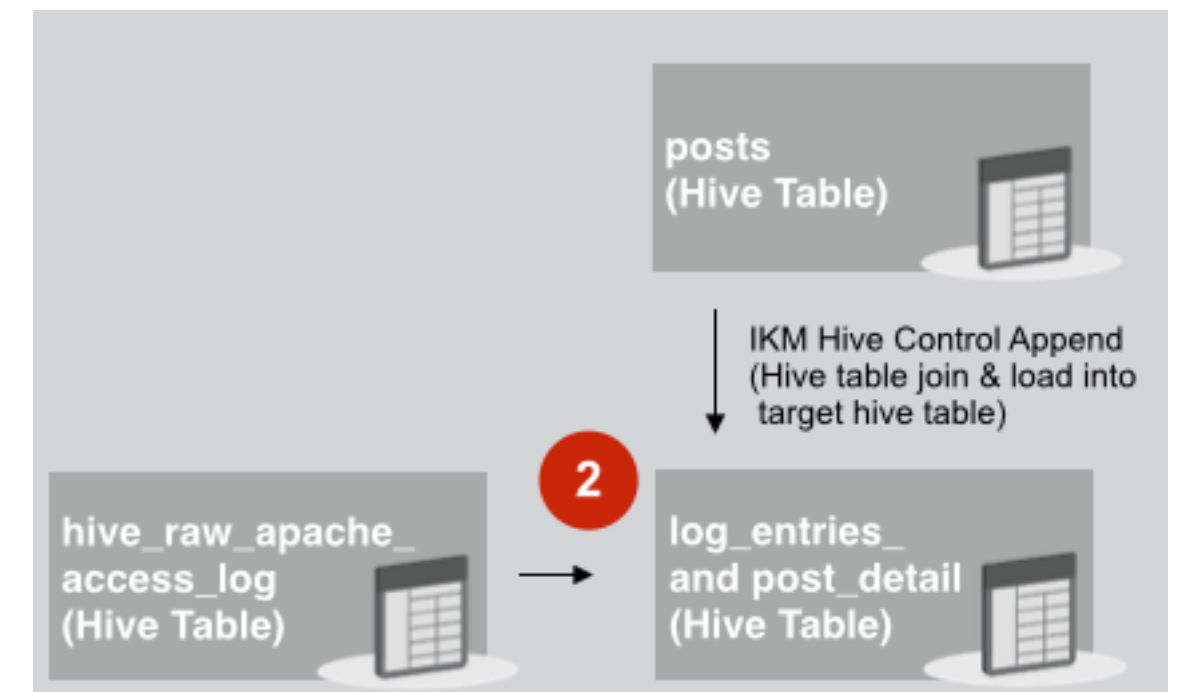 posts
(Hive Table)
IKM Hive Control Append
(Hive table join & load into
target hive table)
2
hive_raw_apache_
access_log
(Hive Table)
log_entries_
and post_detail
(Hive Table)